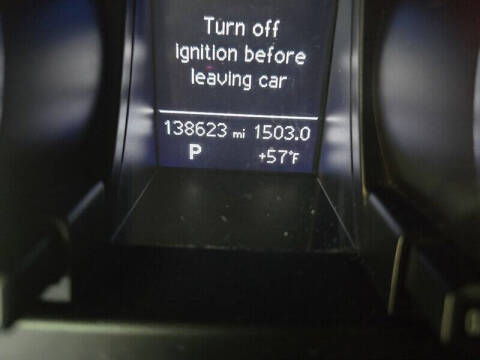 Turn off
ignition before
leaving car
138623 mi 1503.0
P +57°F